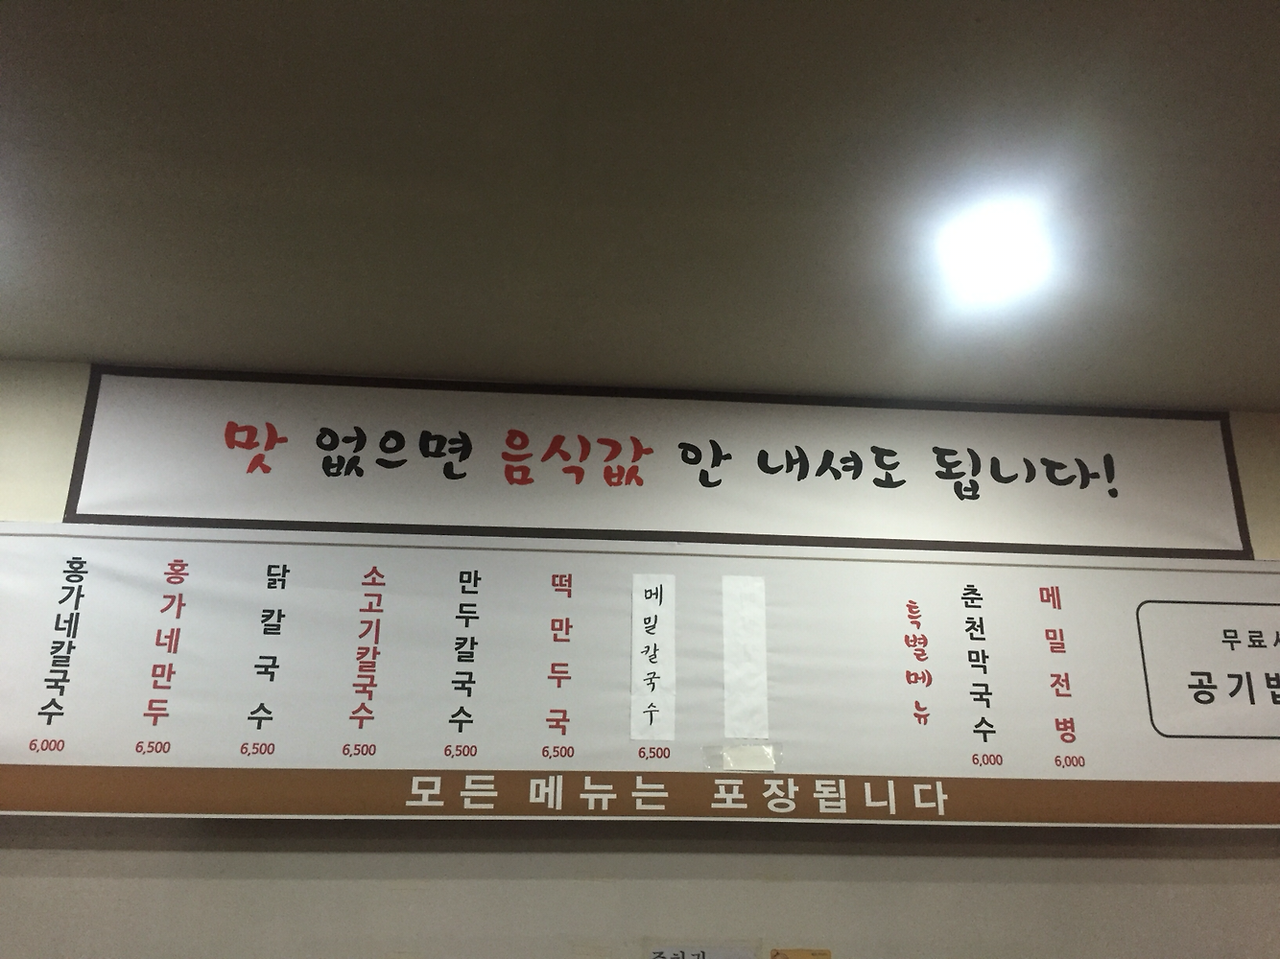 맛 없으면 음식값 안 내셔도 됩니다!
홍가네칼국수
6,000
홍가네만두
6,500
닭칼국수
6,500
소고기칼국수
6,500
만두칼국수
6,500
떡만두국
6,500
메밀칼국수
6,500
특별메뉴
춘천막국수
6,000
메밀전병
6,000
무료
공기
모든 메뉴는 포장됩니다